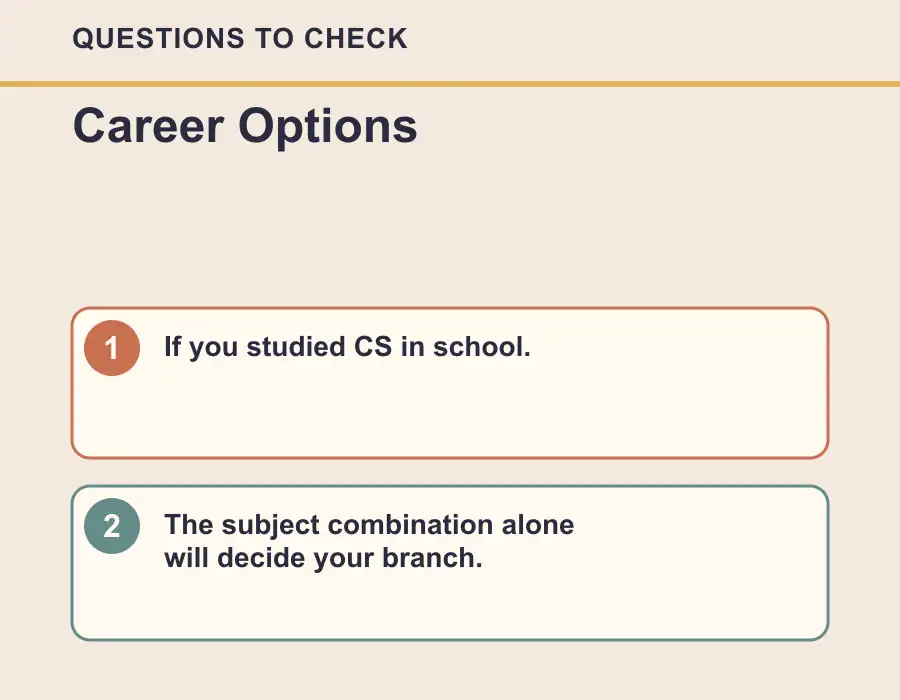 QUESTIONS TO CHECK
Career Options
1
If you studied CS in school.
2
The subject combination alone
will decide your branch.